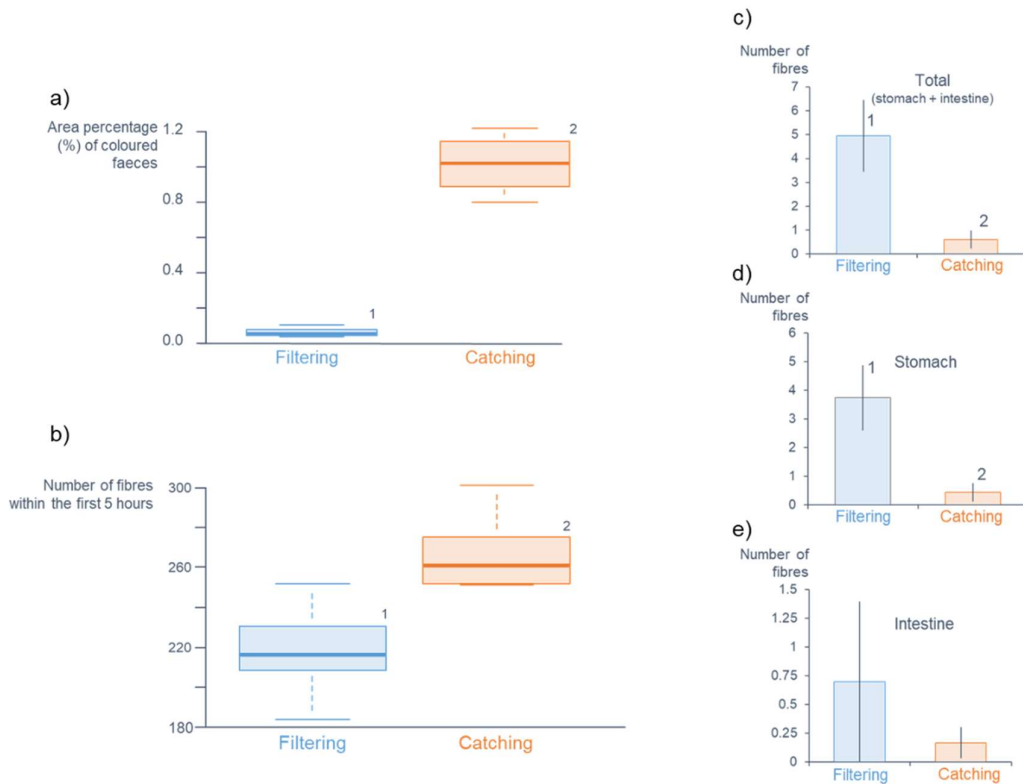 a)
Area percentage
(%) of coloured
faeces
1.2
0.8
0.4
0.0
1
2
Filtering
Catching
b)
Number of fibres
within the first 5 hours
300
260
220
180
1
2
Filtering
Catching
c)
Number of
fibres
Total
(stomach + intestine)
7
6
5
4
3
2
1
0
1
2
Filtering
Catching
d)
Number of
fibres
Stomach
6
5
4
3
2
1
0
1
2
Filtering
Catching
e)
Number of
fibres
Intestine
1.5
1.25
1
0.75
0.5
0.25
0
Filtering
Catching